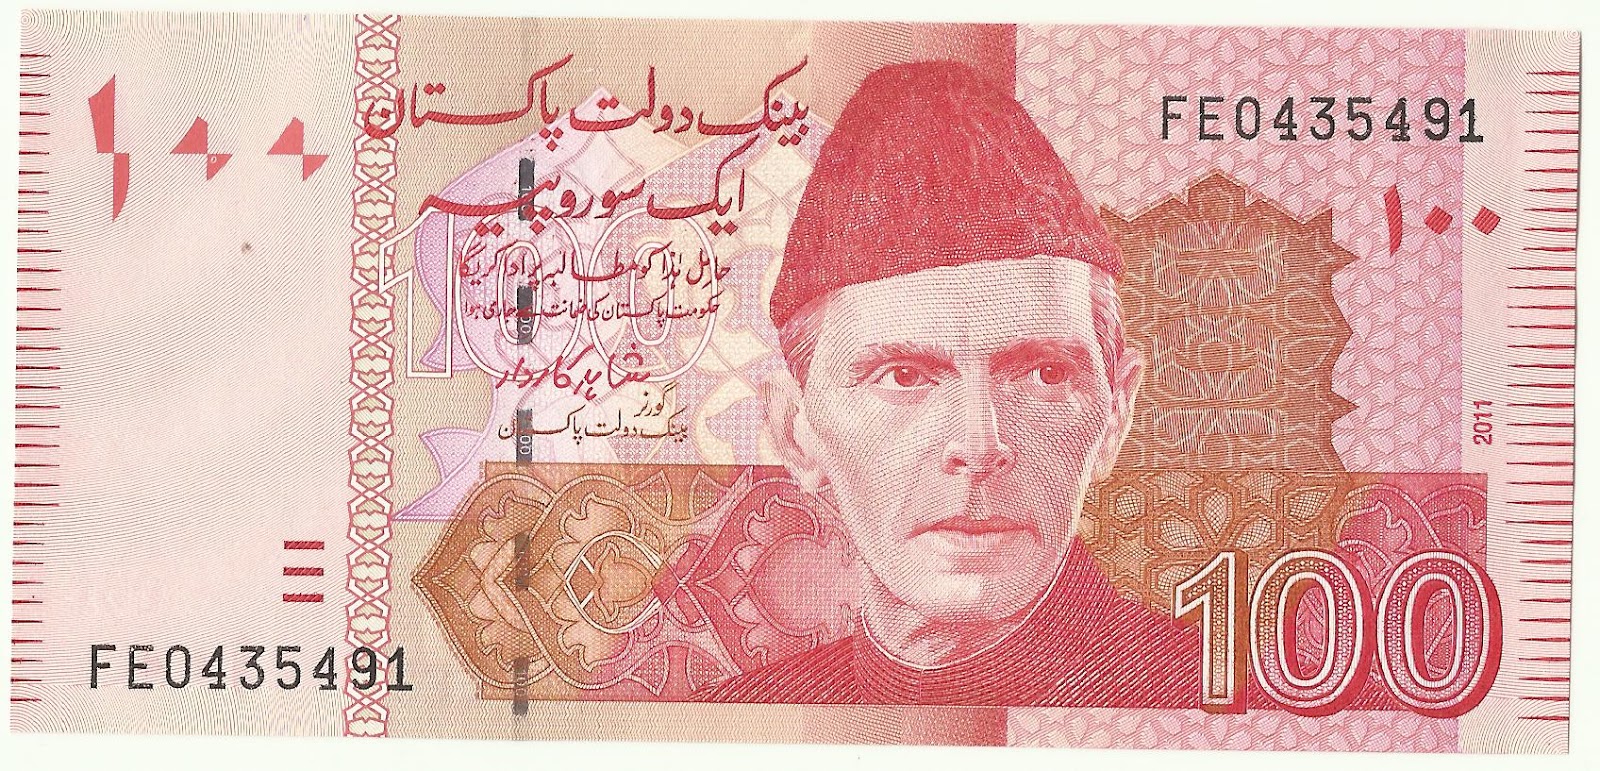 بینک دولت پاکستان
FE0435491
۱۰۰
ایک سو روپیہ
۱۰۰
حامل ہٰذا کو مطالبہ پر ادا کریگا
حکومت پاکستان کی ضمانت سے جاری ہوا
100
شاہد کاردار
گورنر
بینک دولت پاکستان
2011
100
FE0435491